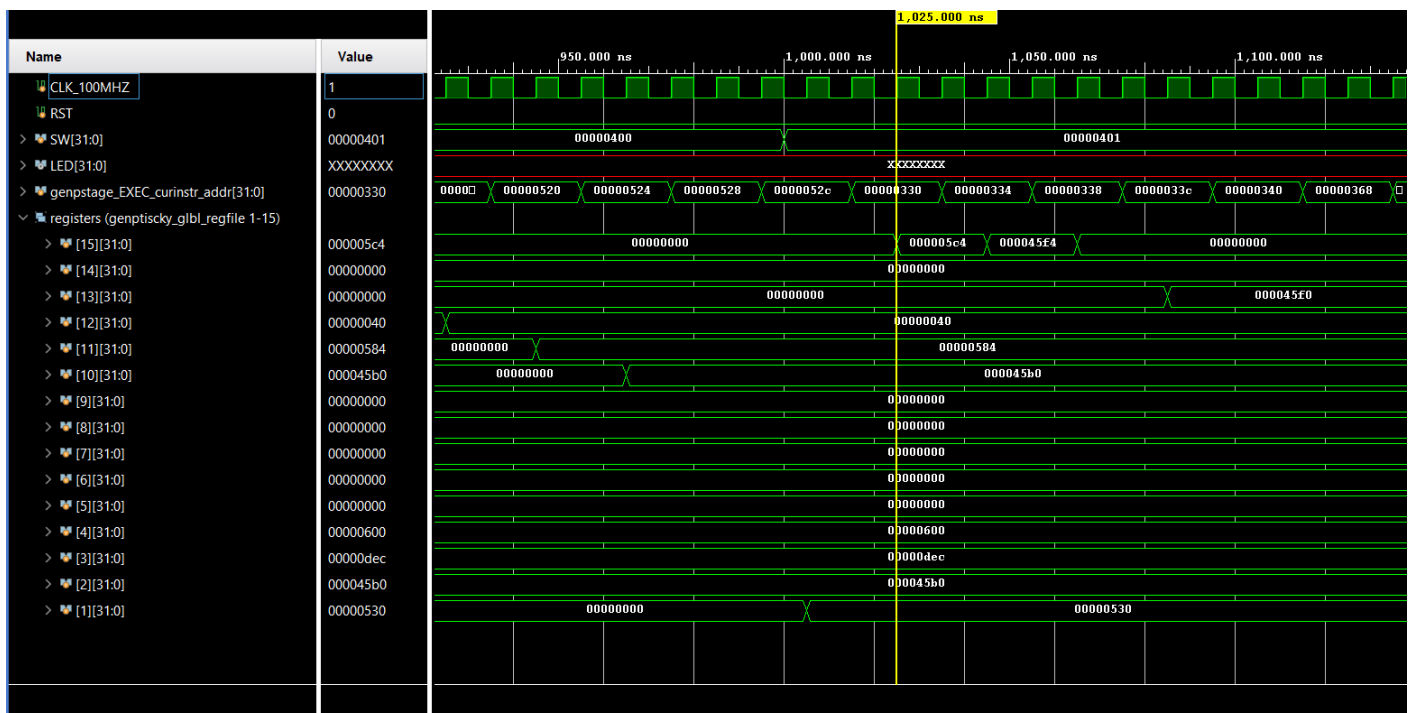 1,025.000 ns
Name Value 950.000 ns 1,000.000 ns 1,050.000 ns 1,100.000 ns
CLK_100MHZ 1
RST 0
SW[31:0] 00000401 00000400 00000401
LED[31:0] XXXXXXXX XXXXXXXX
genpstage_EXEC_curinstr_addr[31:0] 00000330 0000 00000520 00000524 00000528 0000052c 00000330 00000334 00000338 0000033c 00000340 00000368
registers (genptiscky_glbl_regfile 1-15)
[15][31:0] 000005c4 00000000 000005c4 000045f4 00000000
[14][31:0] 00000000 00000000
[13][31:0] 00000000 00000000 000045f0
[12][31:0] 00000040 00000040
[11][31:0] 00000584 00000000 00000584
[10][31:0] 000045b0 00000000 000045b0
[9][31:0] 00000000 00000000
[8][31:0] 00000000 00000000
[7][31:0] 00000000 00000000
[6][31:0] 00000000 00000000
[5][31:0] 00000000 00000000
[4][31:0] 00000600 00000600
[3][31:0] 00000dec 00000dec
[2][31:0] 000045b0 000045b0
[1][31:0] 00000530 00000000 00000530